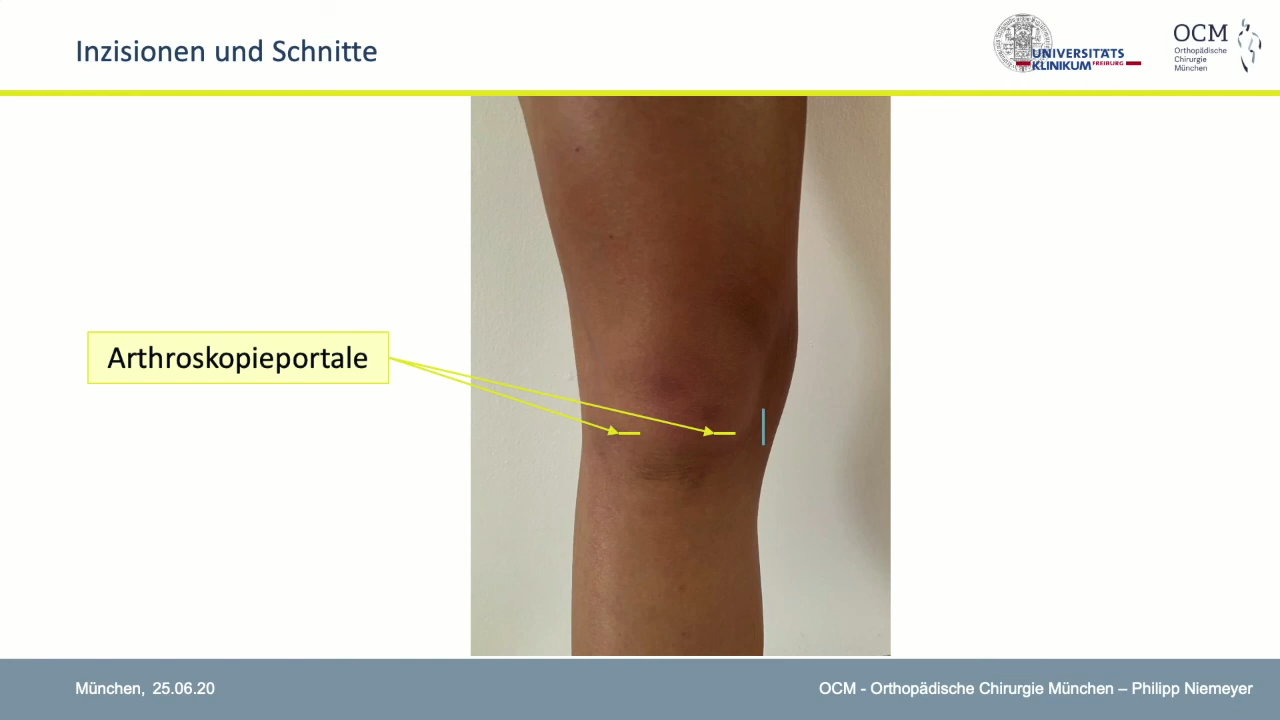 Inzisionen und Schnitte
UNIVERSITÄTS
KLINIKUM FREIBURG
OCM
Orthopädische
Chirurgie
München
Arthroskopieportale
München, 25.06.20
OCM - Orthopädische Chirurgie München – Philipp Niemeyer